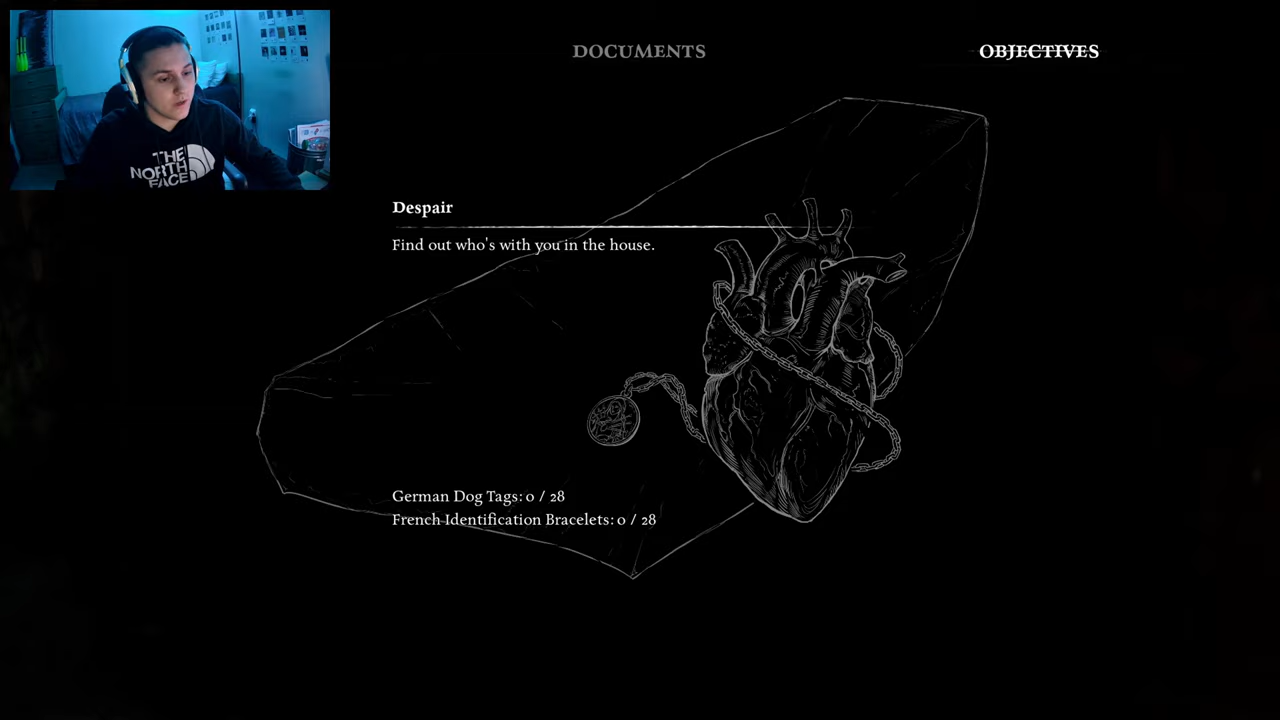 DOCUMENTS
OBJECTIVES
THE
NORTH
FACE
Despair
Find out who's with you in the house.
German Dog Tags: 0 / 28
French Identification Bracelets: 0 / 28